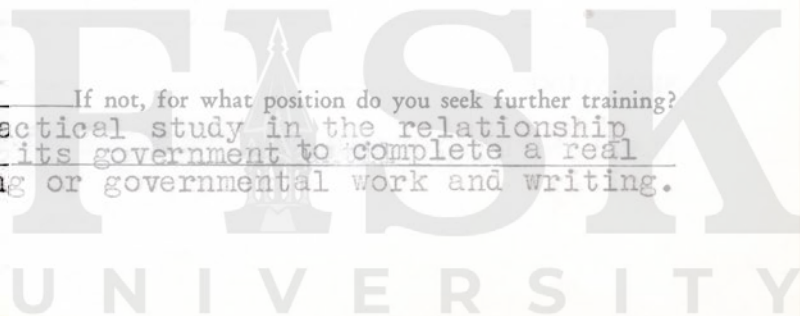 FISK
If not, for what position do you seek further training?
actical study in the relationship
its government to complete a real
g or governmental work and writing.
UNIVERSITY